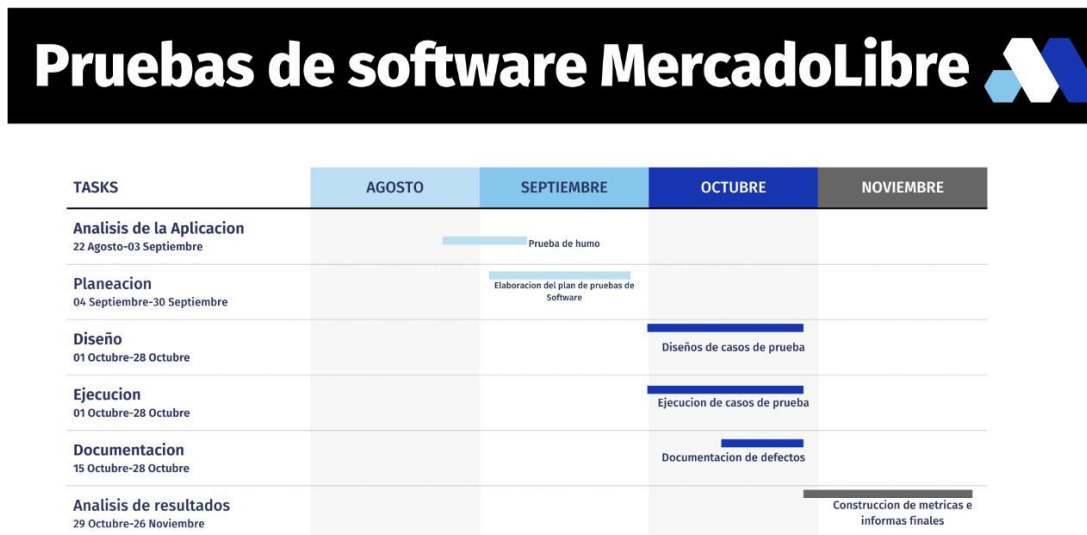 Pruebas de software MercadoLibre
TASKS
AGOSTO
SEPTIEMBRE
OCTUBRE
NOVIEMBRE
Analisis de la Aplicacion
22 Agosto-03 Septiembre
Prueba de humo
Planeacion
04 Septiembre-30 Septiembre
Elaboracion del plan de pruebas de
Software
Diseño
01 Octubre-28 Octubre
Diseños de casos de prueba
Ejecucion
01 Octubre-28 Octubre
Ejecucion de casos de prueba
Documentacion
15 Octubre-28 Octubre
Documentacion de defectos
Analisis de resultados
29 Octubre-26 Noviembre
Construccion de metricas e
informas finales